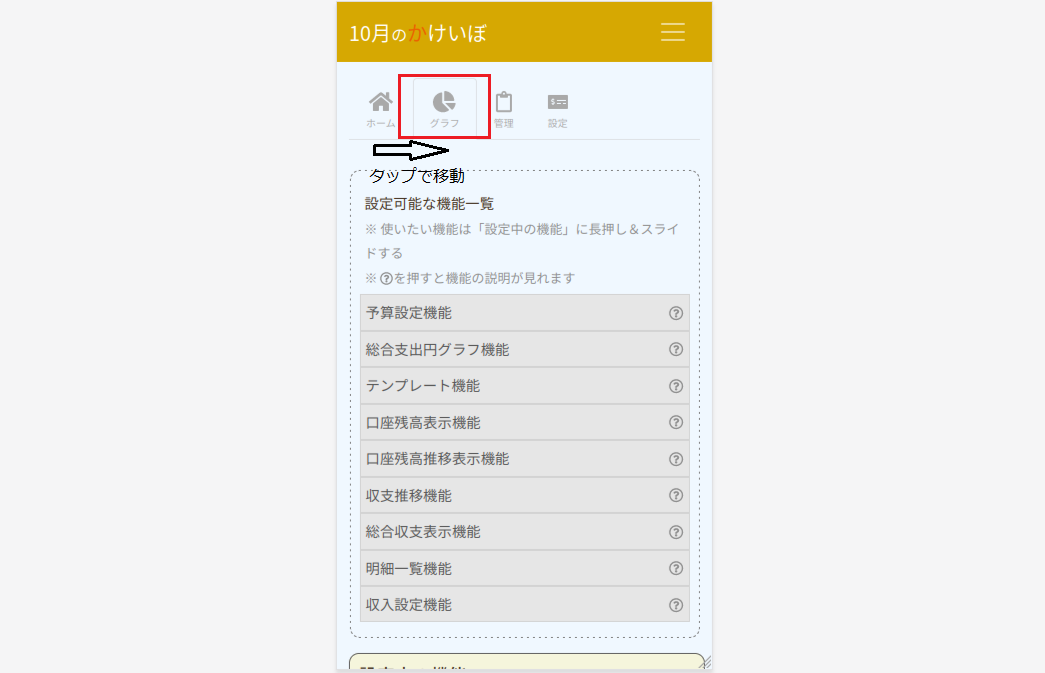 10月のかけいぼ
ホーム グラフ 管理 設定
タップで移動
設定可能な機能一覧
※ 使いたい機能は「設定中の機能」に長押し＆スライ
ドする
※ ?を押すと機能の説明が見れます
予算設定機能 ?
総合支出円グラフ機能 ?
テンプレート機能 ?
口座残高表示機能 ?
口座残高推移表示機能 ?
収支推移機能 ?
総合収支表示機能 ?
明細一覧機能 ?
収入設定機能 ?